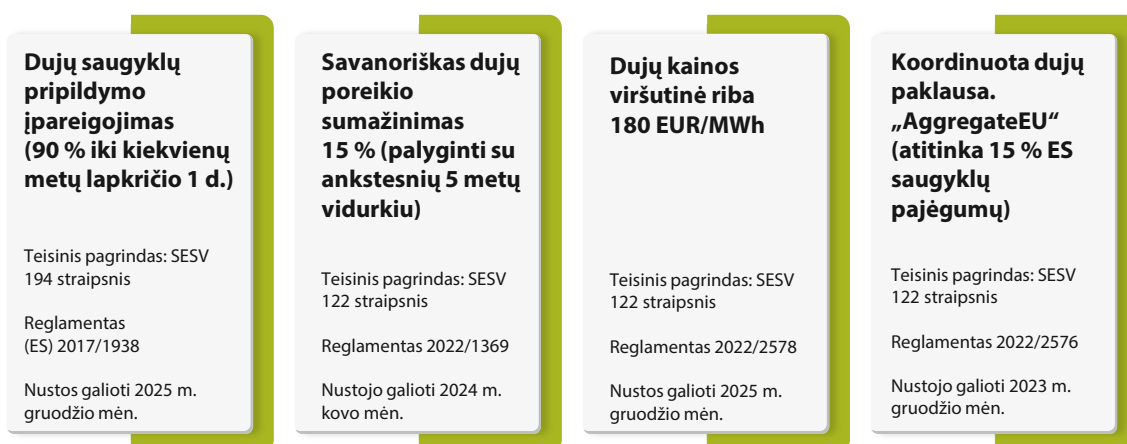 Dujų saugyklų
pripildymo
įpareigojimas
(90 % iki kiekvienų
metų lapkričio 1 d.)
Teisinis pagrindas: SESV
194 straipsnis
Reglamentas
(ES) 2017/1938
Nustos galioti 2025 m.
gruodžio mėn.
Savanoriškas dujų
poreikio
sumažinimas
15 % (palyginti su
ankstesnių 5 metų
vidurkiu)
Teisinis pagrindas: SESV
122 straipsnis
Reglamentas 2022/1369
Nustojo galioti 2024 m.
kovo mėn.
Dujų kainos
viršutinė riba
180 EUR/MWh
Teisinis pagrindas: SESV
122 straipsnis
Reglamentas 2022/2578
Nustos galioti 2025 m.
gruodžio mėn.
Koordinuota dujų
paklausa.
„AggregateEU“
(atitinka 15 % ES
saugyklų
pajėgumų)
Teisinis pagrindas: SESV
122 straipsnis
Reglamentas 2022/2576
Nustojo galioti 2023 m.
gruodžio mėn.